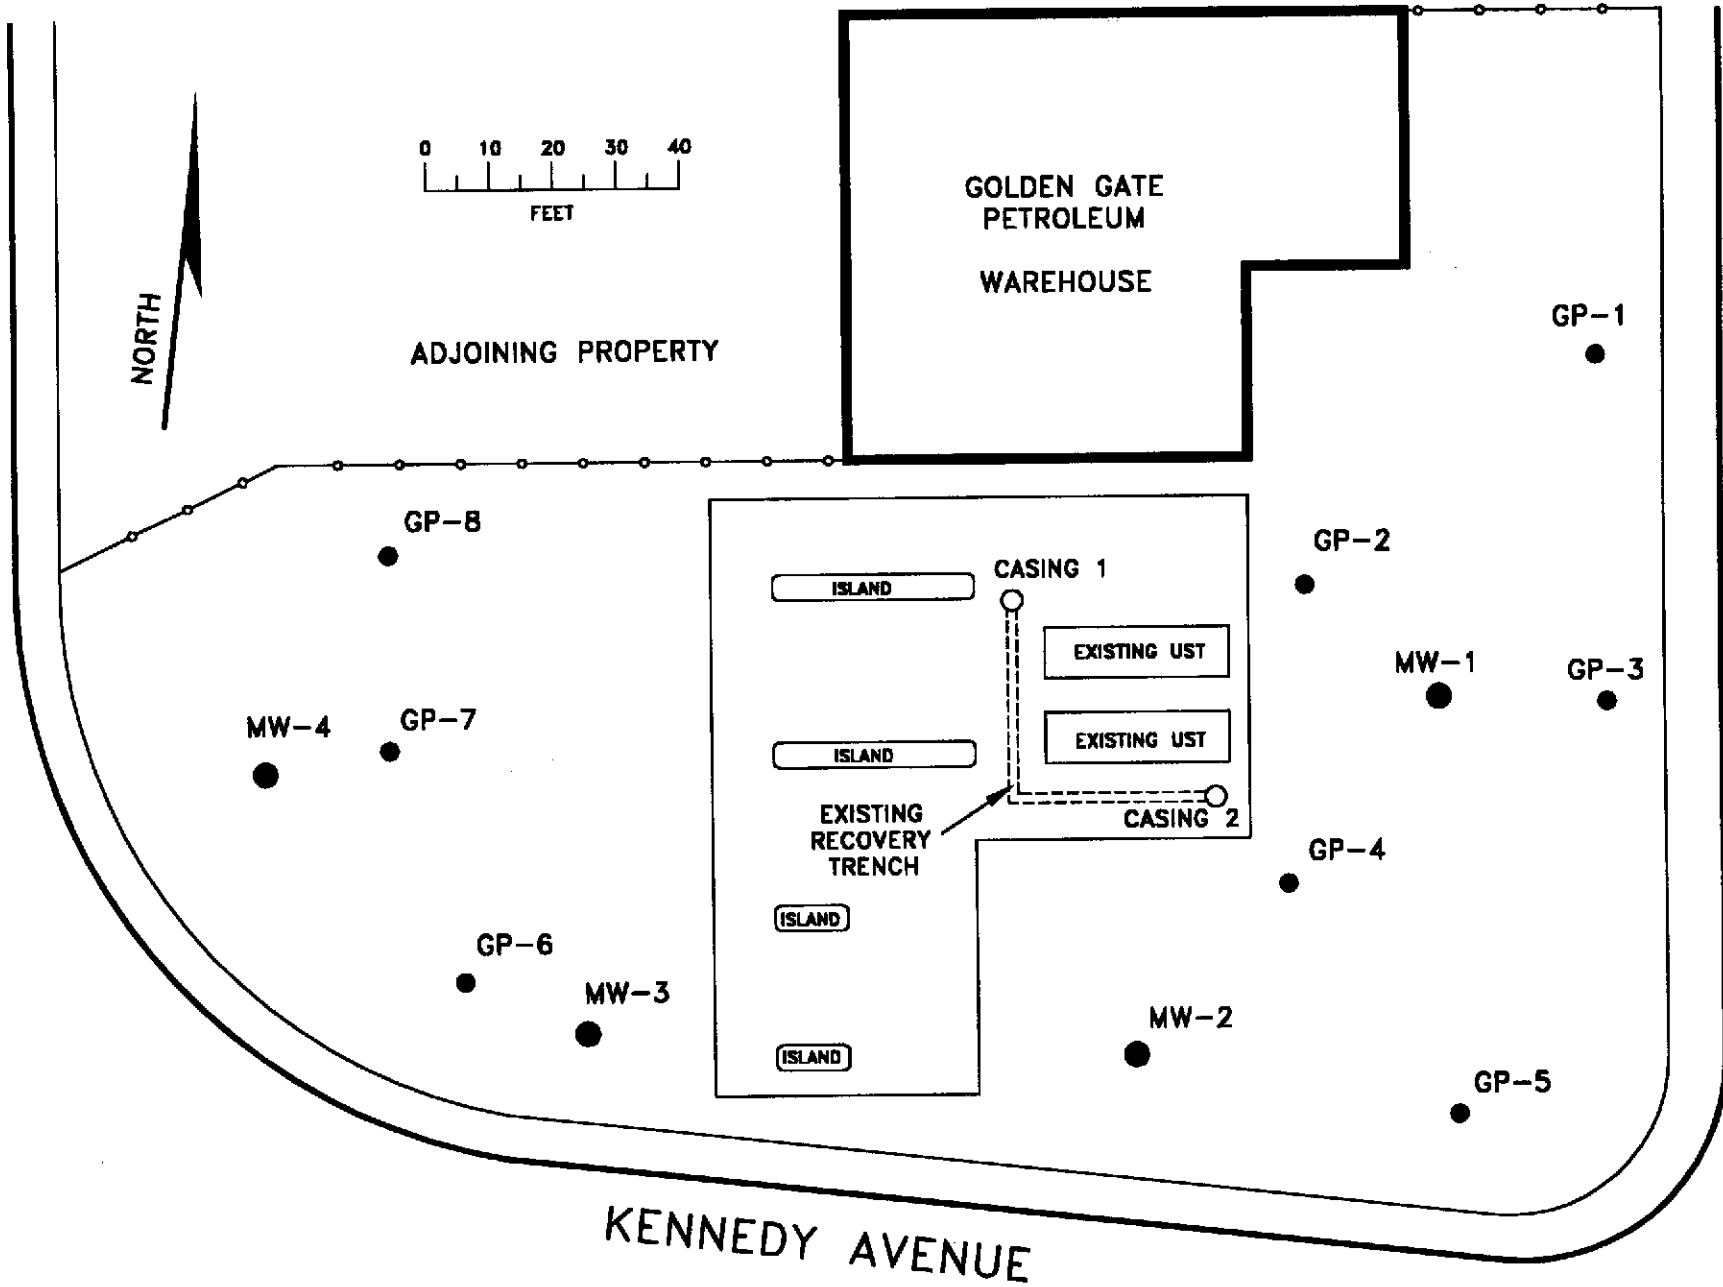 0 10 20 30 40
FEET
NORTH
GOLDEN GATE
PETROLEUM
WAREHOUSE
ADJOINING PROPERTY
GP-1
GP-8
GP-2
CASING 1
ISLAND
EXISTING UST
MW-1
GP-3
MW-4
GP-7
ISLAND
EXISTING UST
EXISTING
RECOVERY
TRENCH
CASING 2
GP-4
ISLAND
GP-6
MW-3
MW-2
ISLAND
GP-5
KENNEDY AVENUE